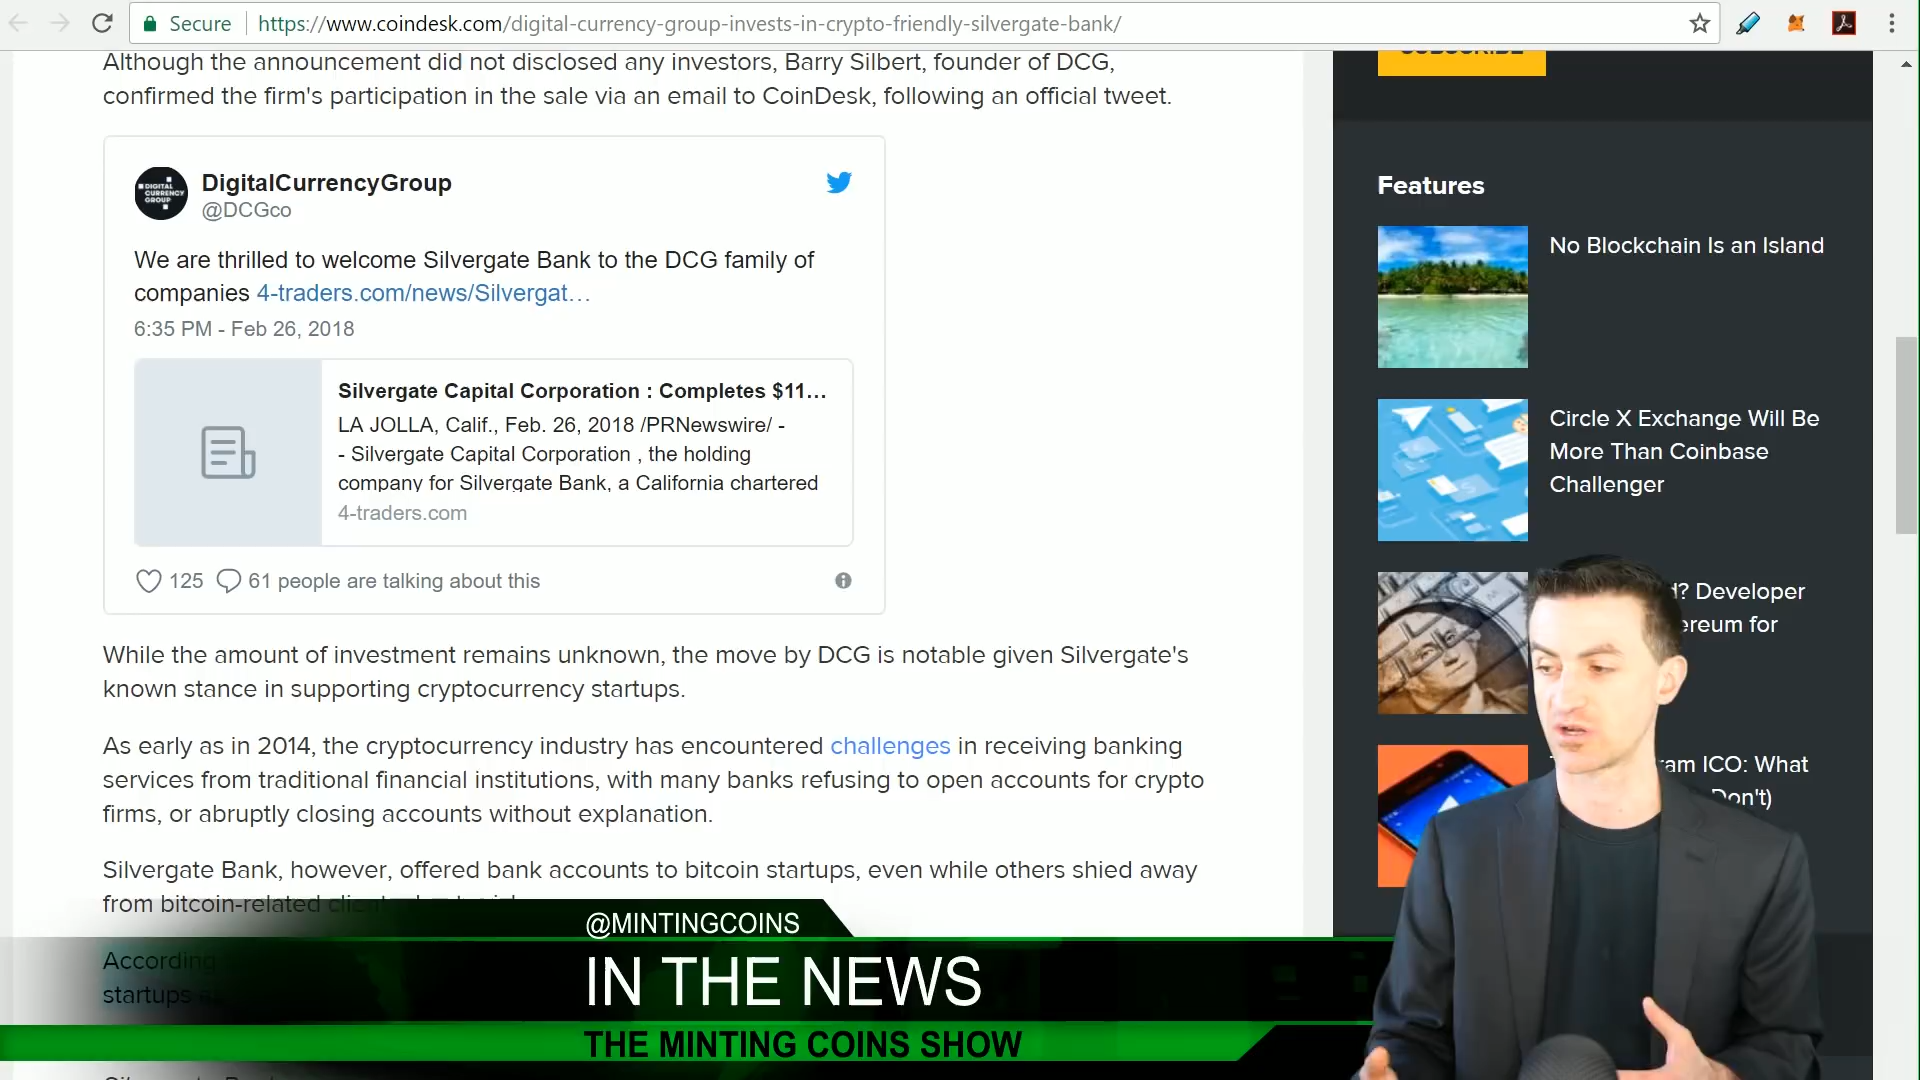 Secure
https://www.coindesk.com/digital-currency-group-invests-in-crypto-friendly-silvergate-bank/
Although the announcement did not disclosed any investors, Barry Silbert, founder of DCG,
confirmed the firm's participation in the sale via an email to CoinDesk, following an official tweet.
DIGITAL
CURRENCY
GROUP
DigitalCurrencyGroup
@DCGco
We are thrilled to welcome Silvergate Bank to the DCG family of
companies 4-traders.com/news/Silvergat…
6:35 PM - Feb 26, 2018
Silvergate Capital Corporation : Completes $11…
LA JOLLA, Calif., Feb. 26, 2018 /PRNewswire/ -
- Silvergate Capital Corporation , the holding
company for Silvergate Bank, a California chartered
4-traders.com
125
61 people are talking about this
While the amount of investment remains unknown, the move by DCG is notable given Silvergate's
known stance in supporting cryptocurrency startups.
As early as in 2014, the cryptocurrency industry has encountered challenges in receiving banking
services from traditional financial institutions, with many banks refusing to open accounts for crypto
firms, or abruptly closing accounts without explanation.
Silvergate Bank, however, offered bank accounts to bitcoin startups, even while others shied away
from bitcoin-related
According
startups
SUBSCRIBE
Features
No Blockchain Is an Island
Circle X Exchange Will Be
More Than Coinbase
Challenger
d? Developer
ereum for
ram ICO: What
Don't)
@MINTINGCOINS
IN THE NEWS
THE MINTING COINS SHOW